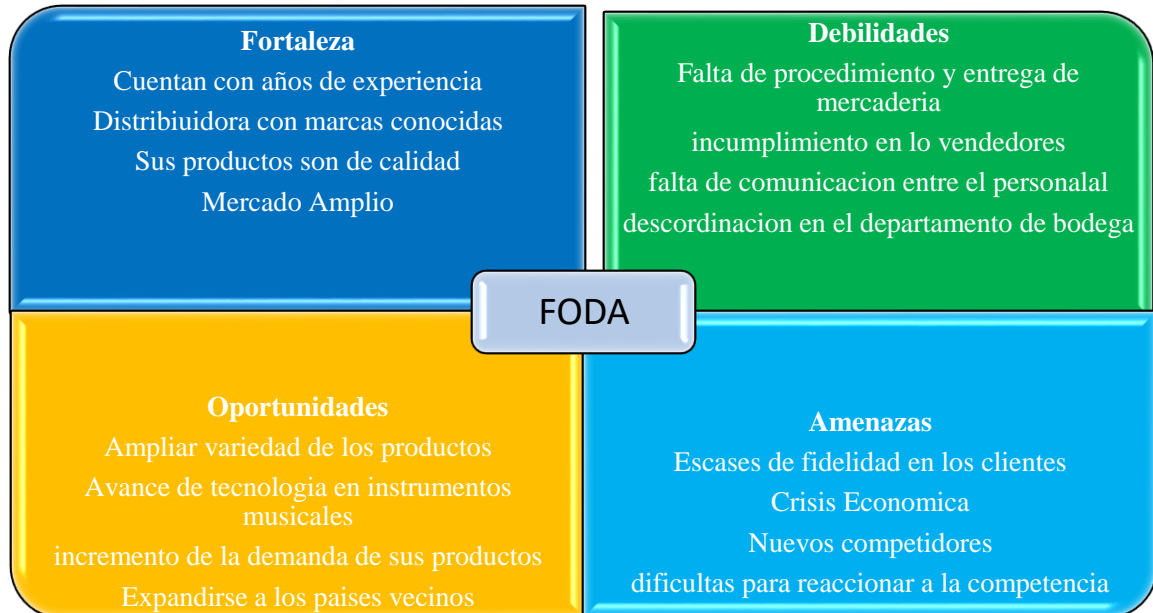 Fortaleza
Cuentan con años de experiencia
Distribiuidora con marcas conocidas
Sus productos son de calidad
Mercado Amplio
Debilidades
Falta de procedimiento y entrega de
mercaderia
incumplimiento en lo vendedores
falta de comunicacion entre el personalal
descordinacion en el departamento de bodega
FODA
Oportunidades
Ampliar variedad de los productos
Avance de tecnologia en instrumentos
musicales
incremento de la demanda de sus productos
Expandirse a los paises vecinos
Amenazas
Escases de fidelidad en los clientes
Crisis Economica
Nuevos competidores
dificultas para reaccionar a la competencia